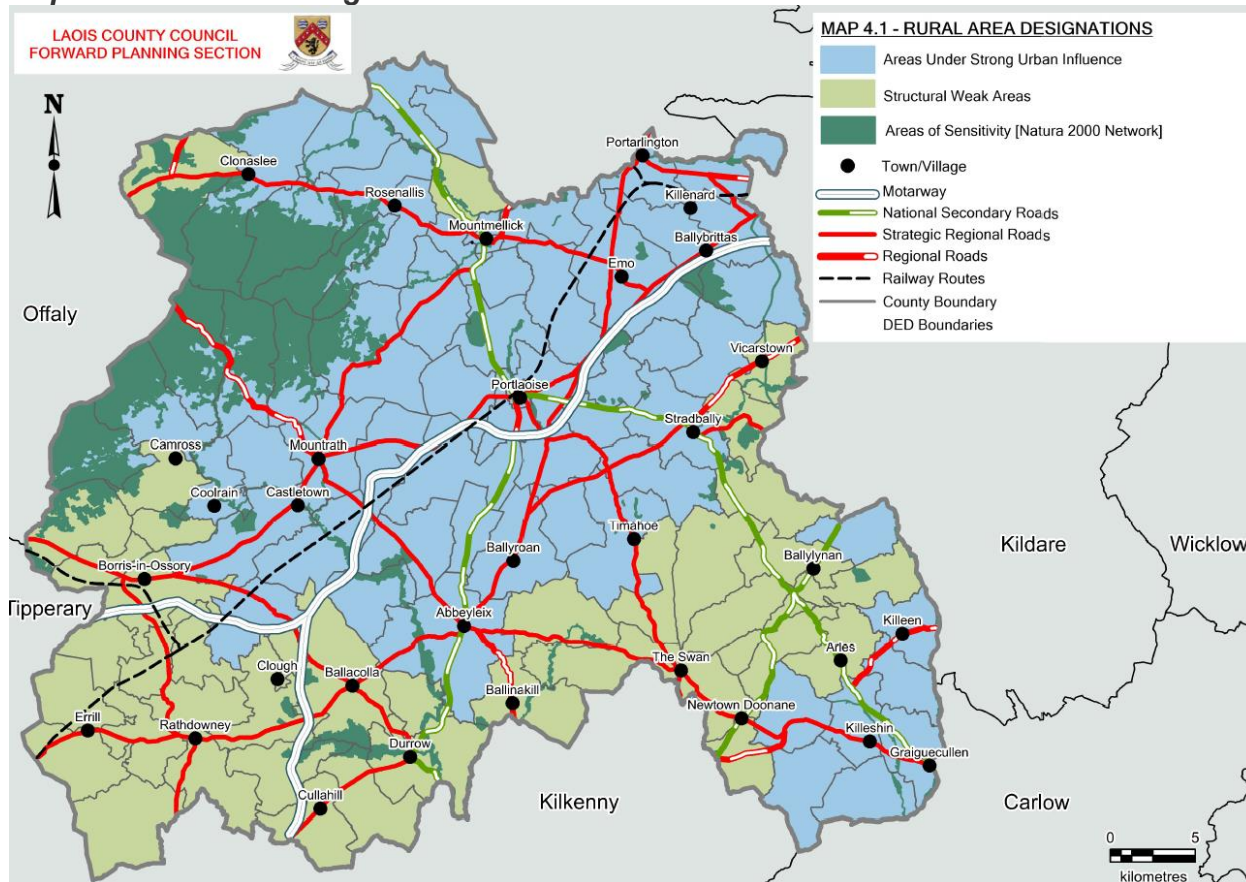 LAOIS COUNTY COUNCIL
FORWARD PLANNING SECTION
N
MAP 4.1 - RURAL AREA DESIGNATIONS
Areas Under Strong Urban Influence
Structural Weak Areas
Areas of Sensitivity [Natura 2000 Network]
Town/Village
Motarway
National Secondary Roads
Strategic Regional Roads
Regional Roads
Railway Routes
County Boundary
DED Boundaries
Portarlington
Clonaslee
Rosenallis
Killenard
Mountmellick
Ballybrittas
Emo
Offaly
Vicarstown
Portlaoise
Stradbally
Camross
Mountrath
Coolrain
Castletown
Timahoe
Ballyroan
Kildare
Wicklow
Borris-in-Ossory
Ballylynan
Tipperary
Abbeyleix
Killeen
Clough
Ballacolla
The Swan
Arles
Ballinakill
Newtown Doonane
Errill
Rathdowney
Durrow
Killeshin
Graiguecullen
Cullahill
Kilkenny
Carlow
0 5
kilometres